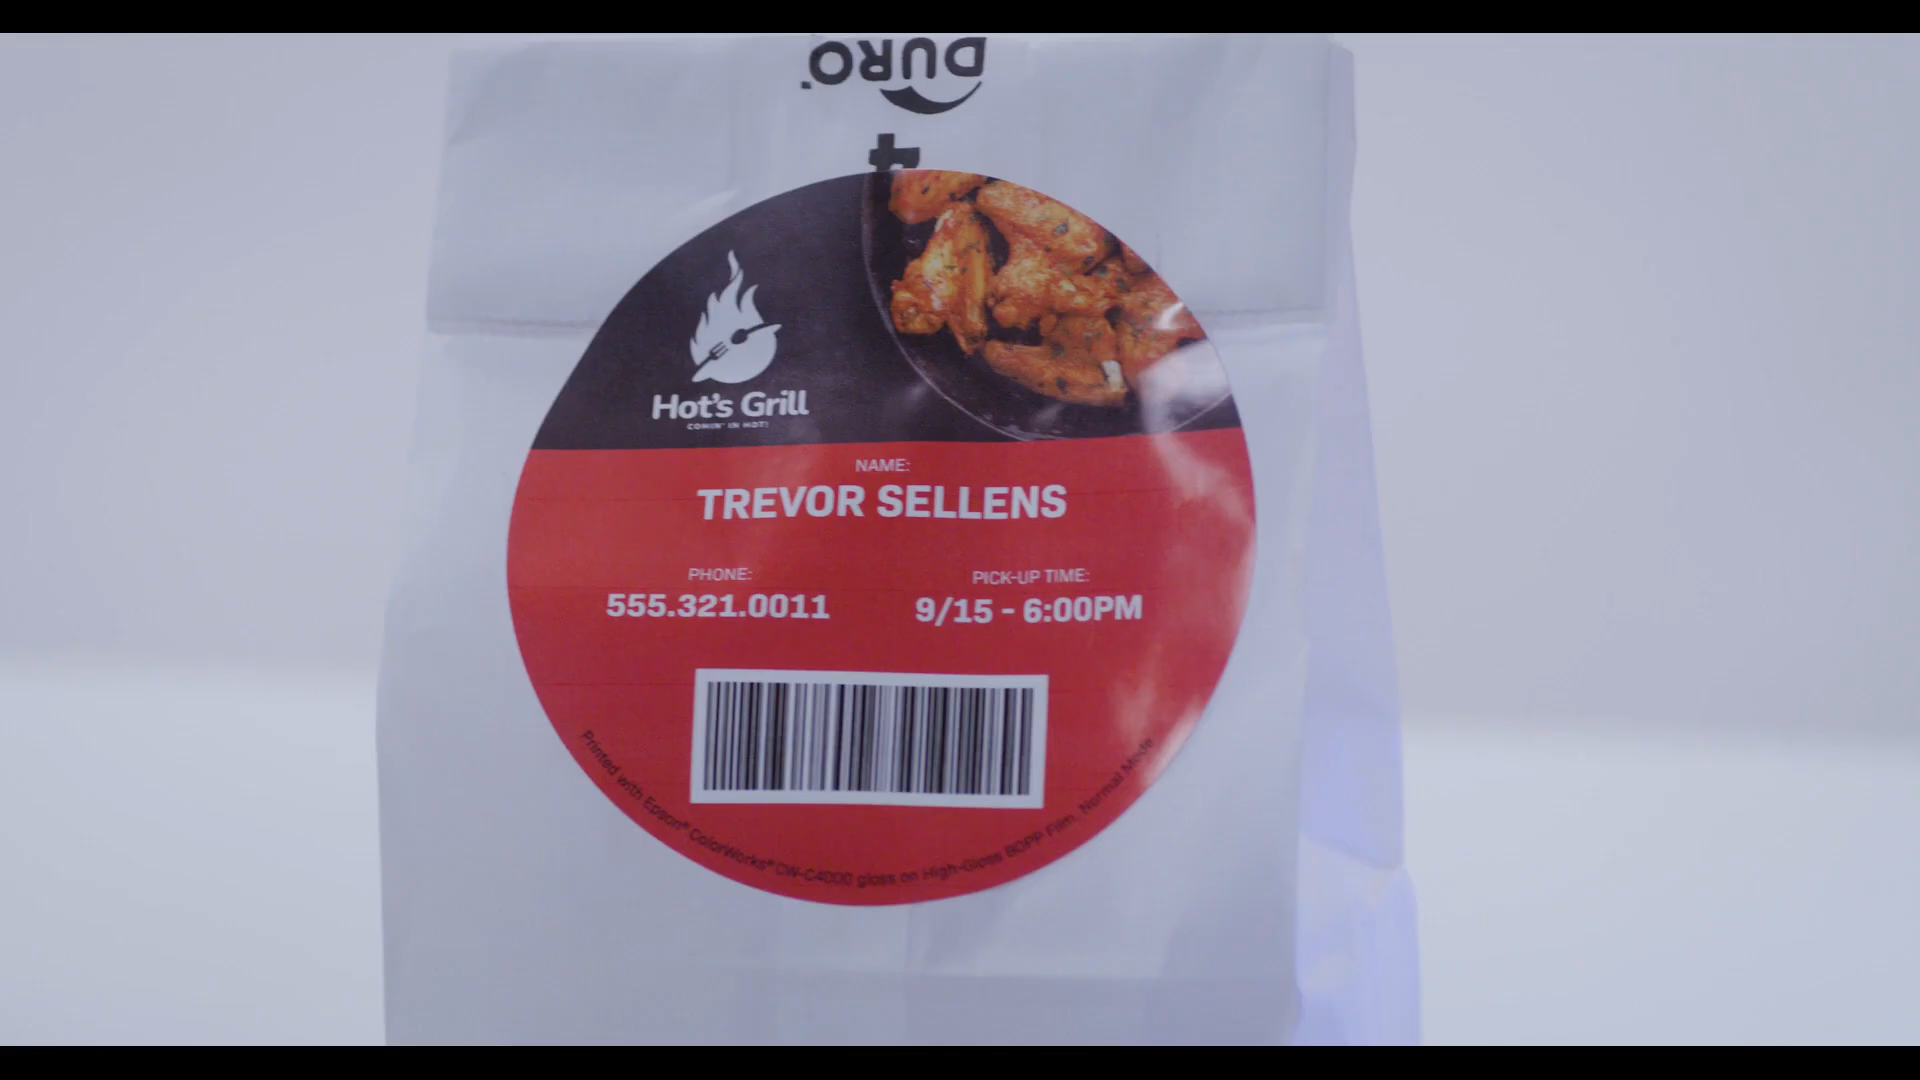 DURO
4
Hot's Grill
COMIN' IN HOT!
NAME:
TREVOR SELLENS
PHONE:
555.321.0011
PICK-UP TIME:
9/15 - 6:00PM
Printed with Epson® ColorWorks® CW-C4000 gloss on High-Gloss BOPP Film, Normal Mode